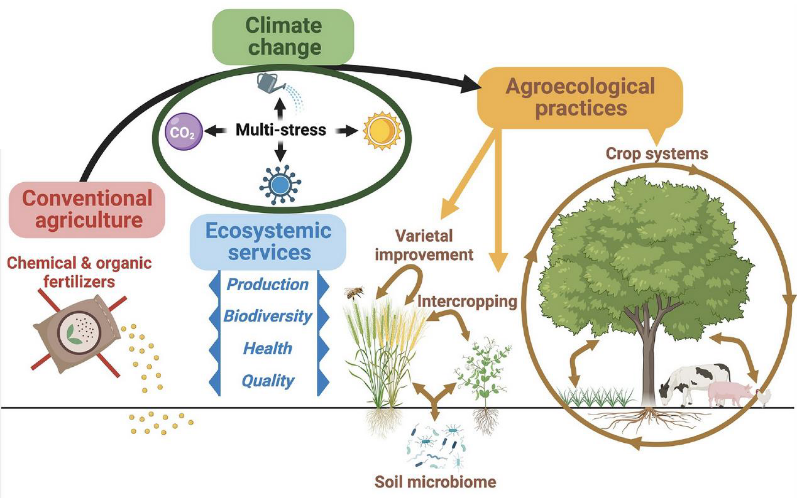 Climate
change
CO₂
Multi-stress
Agroecological
practices
Crop systems
Conventional
agriculture
Chemical & organic
fertilizers
Ecosystemic
services
Production
Biodiversity
Health
Quality
Varietal
improvement
Intercropping
Soil microbiome